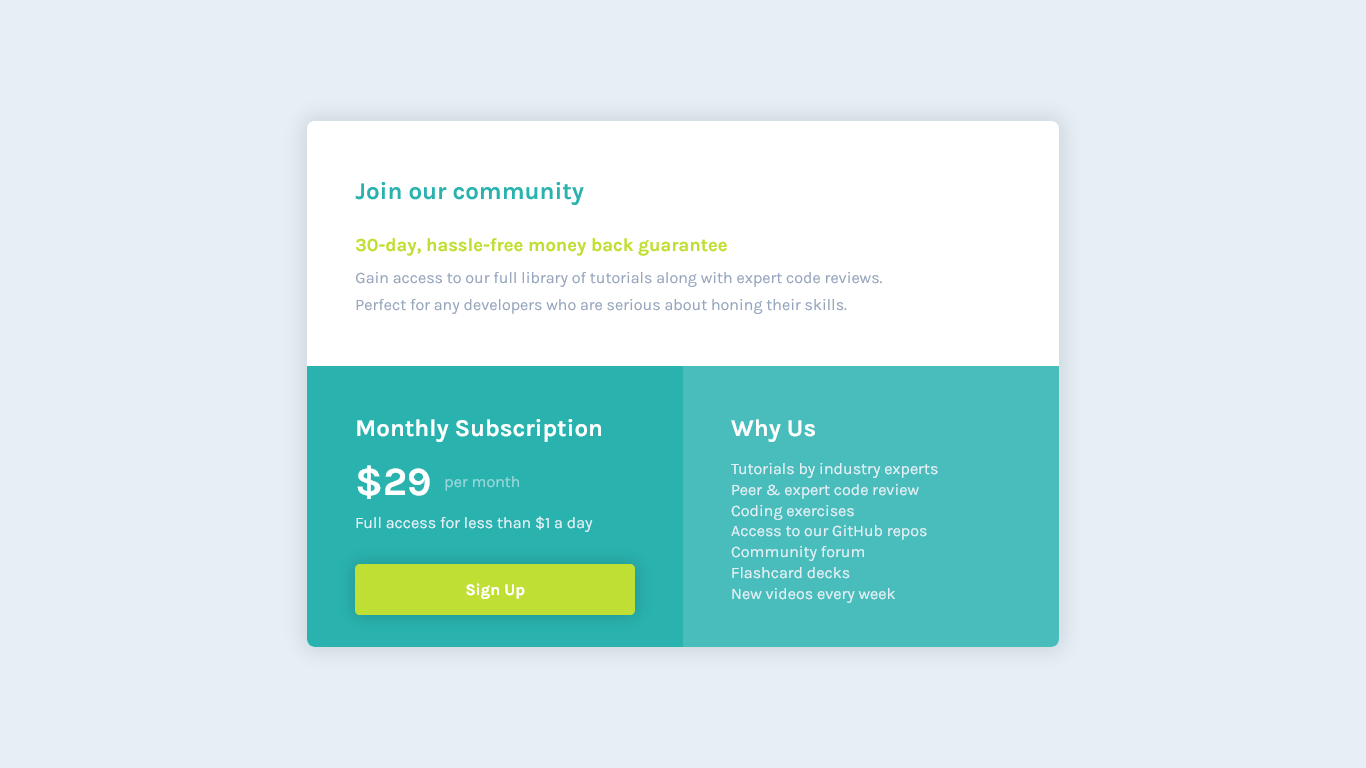 Join our community
30-day, hassle-free money back guarantee
Gain access to our full library of tutorials along with expert code reviews.
Perfect for any developers who are serious about honing their skills.
Monthly Subscription
$29 per month
Full access for less than $1 a day
Sign Up
Why Us
Tutorials by industry experts
Peer & expert code review
Coding exercises
Access to our GitHub repos
Community forum
Flashcard decks
New videos every week